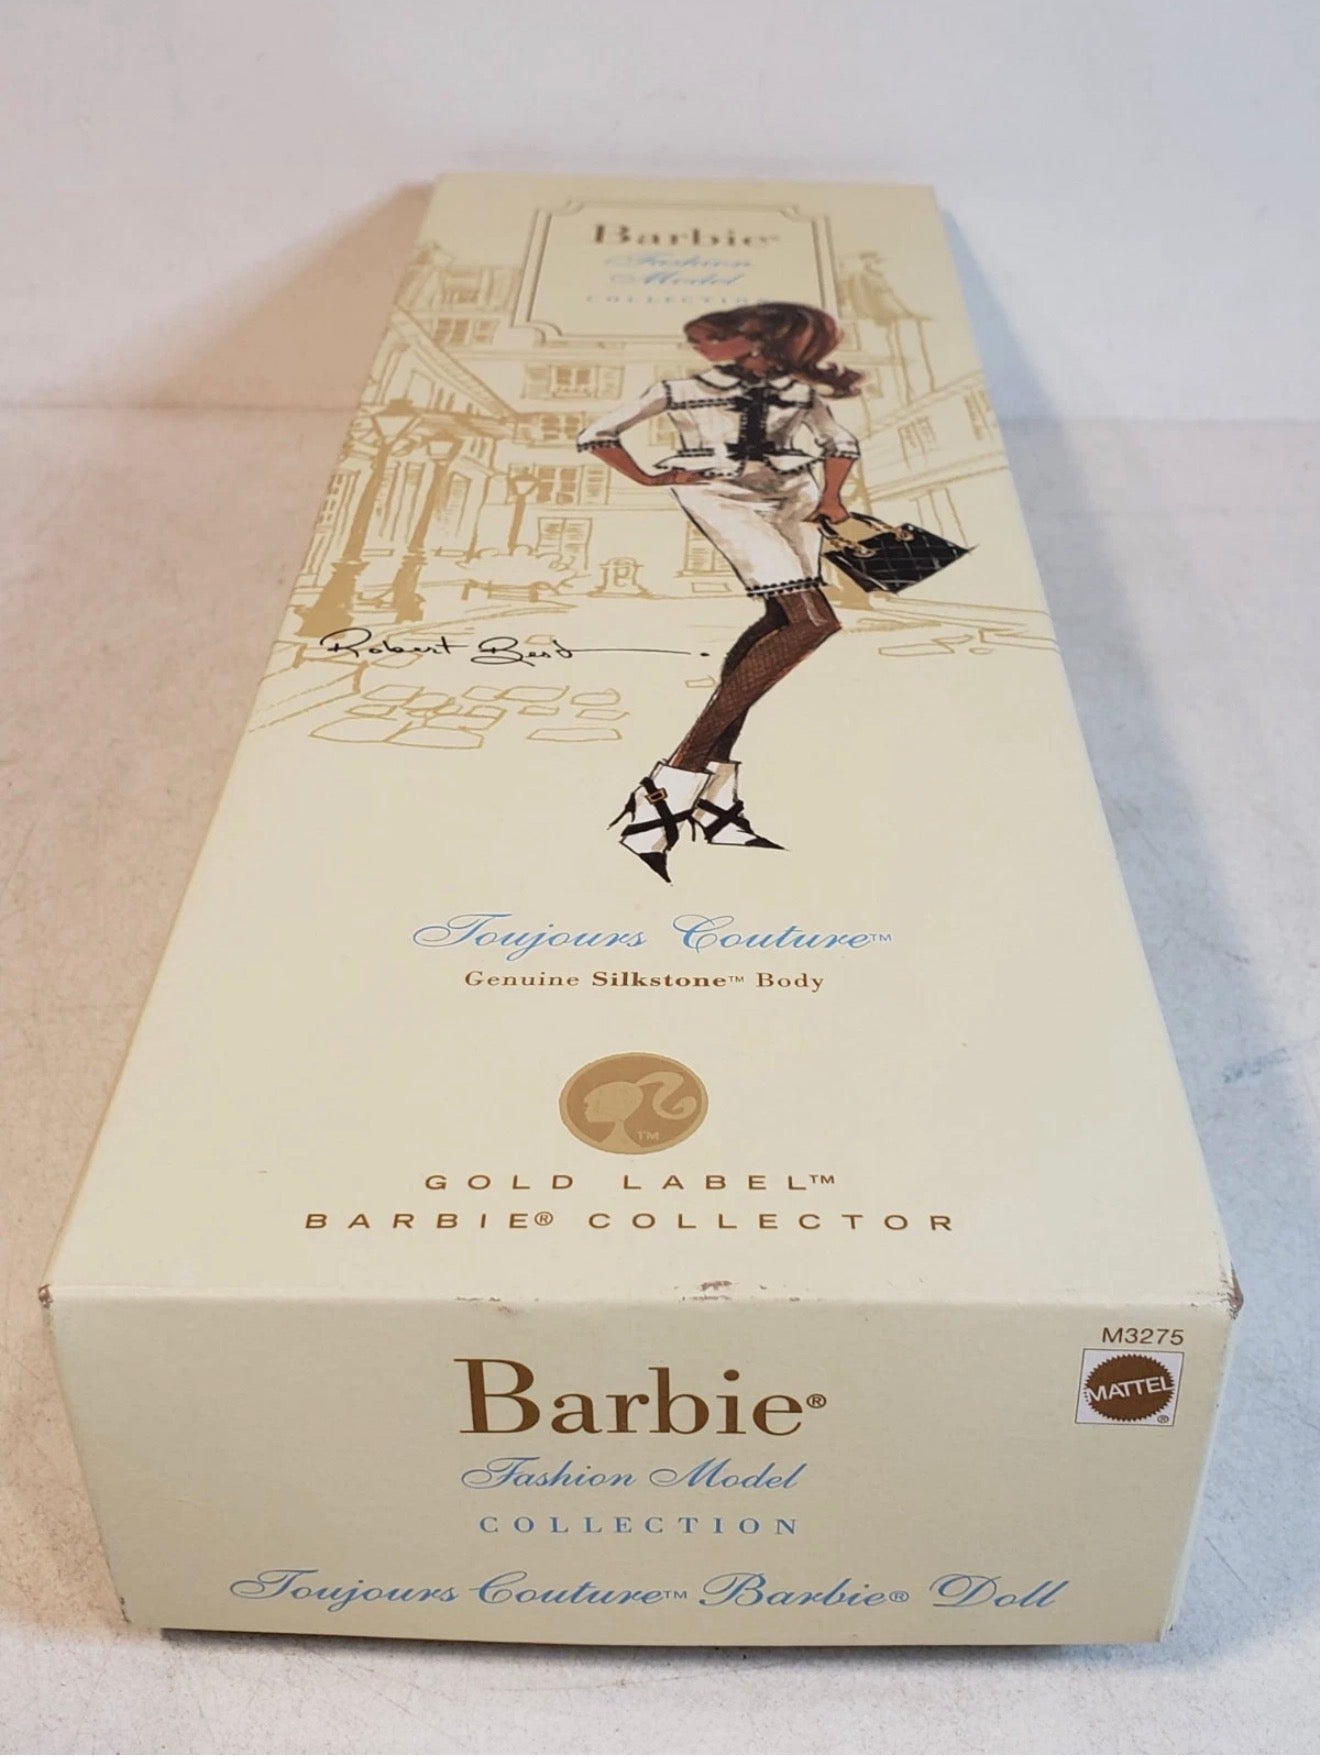 Barbie®
Fashion
Model
COLLECTION
Robert Best
Toujours Couture™
Genuine Silkstone™ Body
TM
GOLD LABEL™
BARBIE® COLLECTOR
M3275
MATTEL
®
Barbie®
Fashion Model
COLLECTION
Toujours Couture™ Barbie® Doll